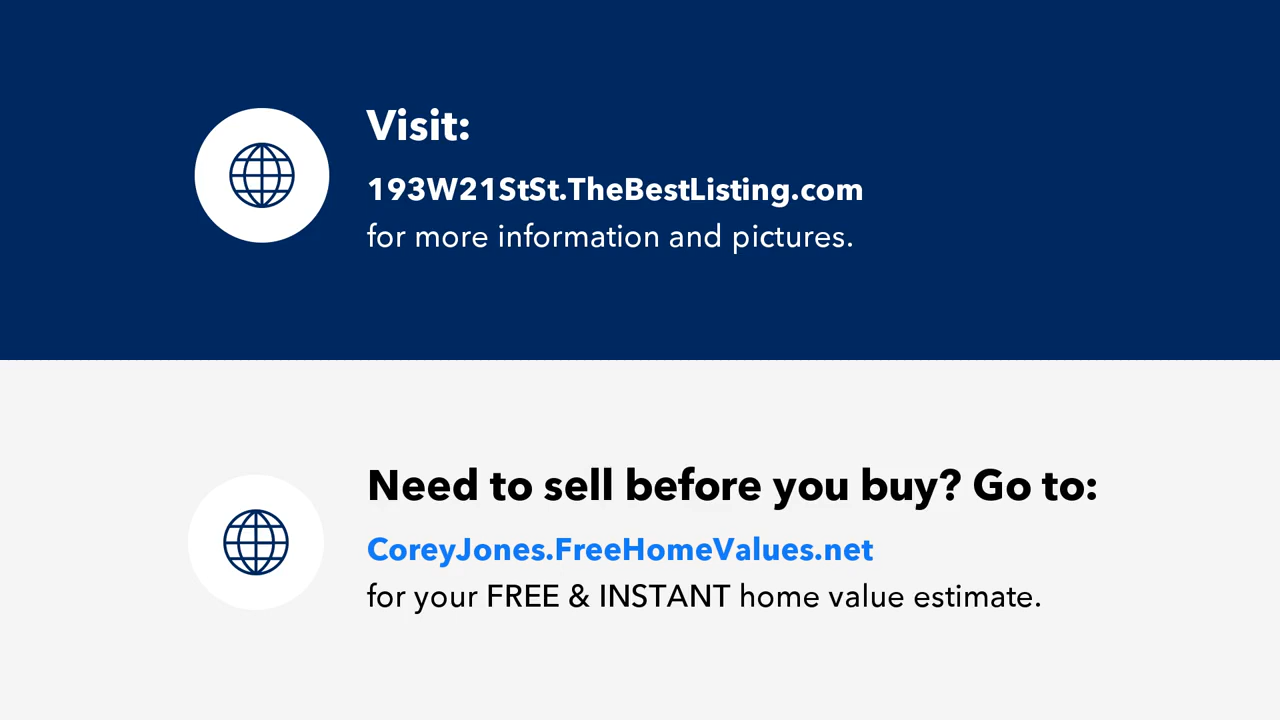 Visit:
193W21StSt.TheBestListing.com
for more information and pictures.
Need to sell before you buy? Go to:
CoreyJones.FreeHomeValues.net
for your FREE & INSTANT home value estimate.